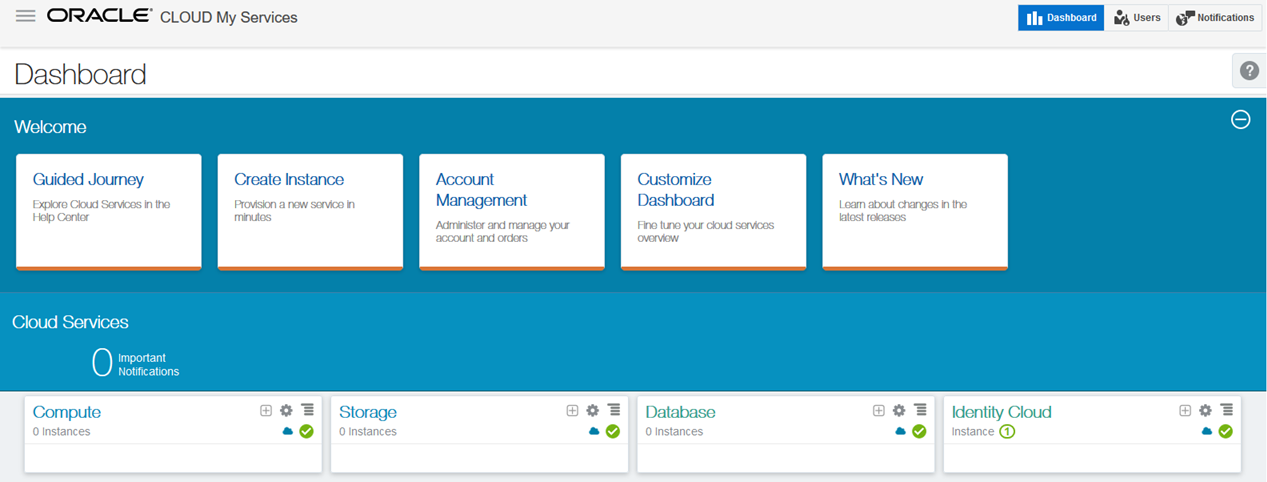 ORACLE® CLOUD My Services
Dashboard
Users
Notifications
Dashboard
?
Welcome
Guided Journey
Explore Cloud Services in the
Help Center
Create Instance
Provision a new service in
minutes
Account
Management
Administer and manage your
account and orders
Customize
Dashboard
Fine tune your cloud services
overview
What's New
Learn about changes in the
latest releases
Cloud Services
0 Important
Notifications
Compute
0 Instances
Storage
0 Instances
Database
0 Instances
Identity Cloud
Instance 1